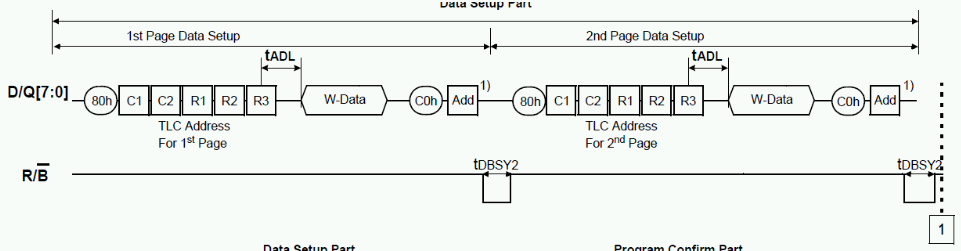 Data Setup Part
1st Page Data Setup 2nd Page Data Setup
tADL tADL
D/Q[7:0] 80h C1 C2 R1 R2 R3 W-Data C0h Add 1) 80h C1 C2 R1 R2 R3 W-Data C0h Add 1)
TLC Address TLC Address
For 1st Page For 2nd Page
tDBSY2 tDBSY2
R/B
1
Data Setup Part Program Confirm Part